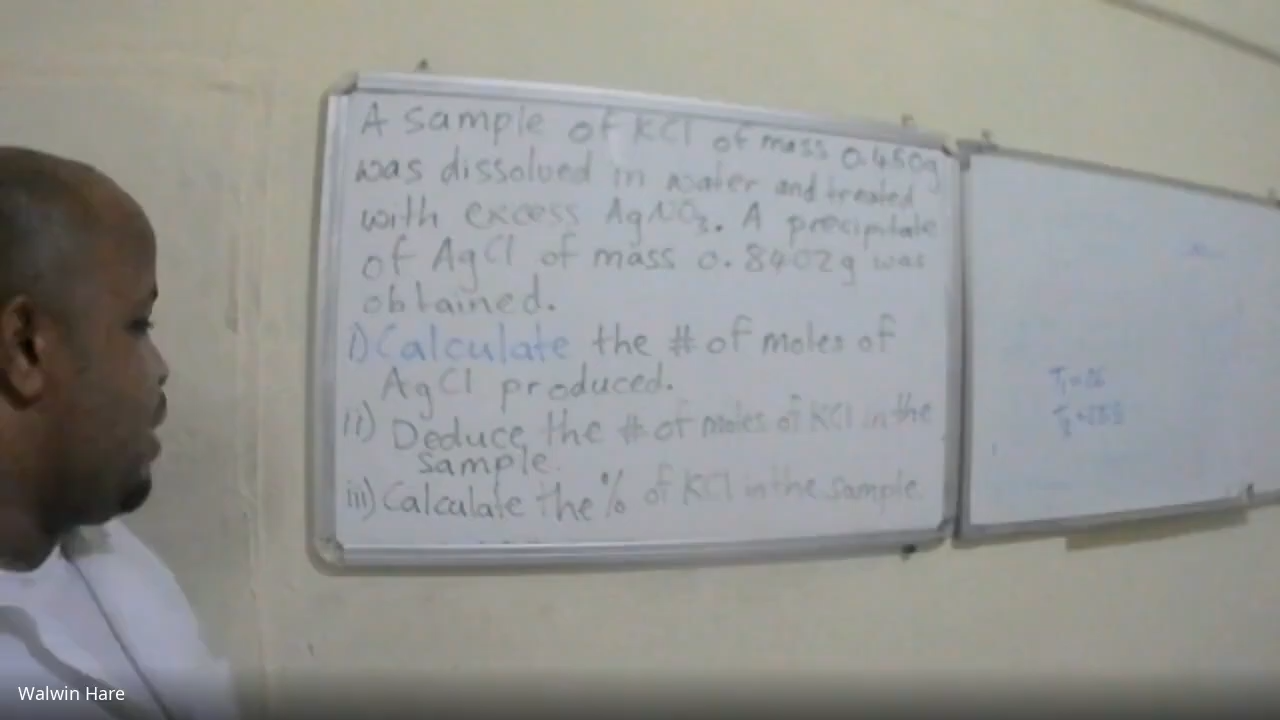 A sample of KCl of mass 0.450g
was dissolved in water and treated
with excess AgNO₃. A precipitate
of AgCl of mass 0.8402g was
obtained.
i) Calculate the # of moles of
AgCl produced.
ii) Deduce the # of moles of KCl in the
sample.
iii) Calculate the % of KCl in the sample
Walwin Hare